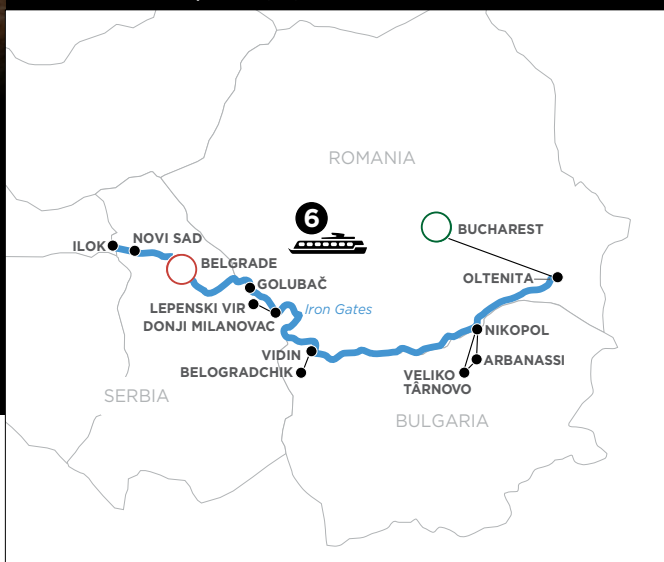 ROMANIA
6
BUCHAREST
NOVI SAD
ILOK
BELGRADE
OLTENITA
GOLUBAČ
LEPENSKI VIR
Iron Gates
DONJI MILANOVAC
NIKOPOL
VIDIN
ARBANASSI
BELOGRADCHIK
VELIKO
TÂRNOVO
SERBIA
BULGARIA